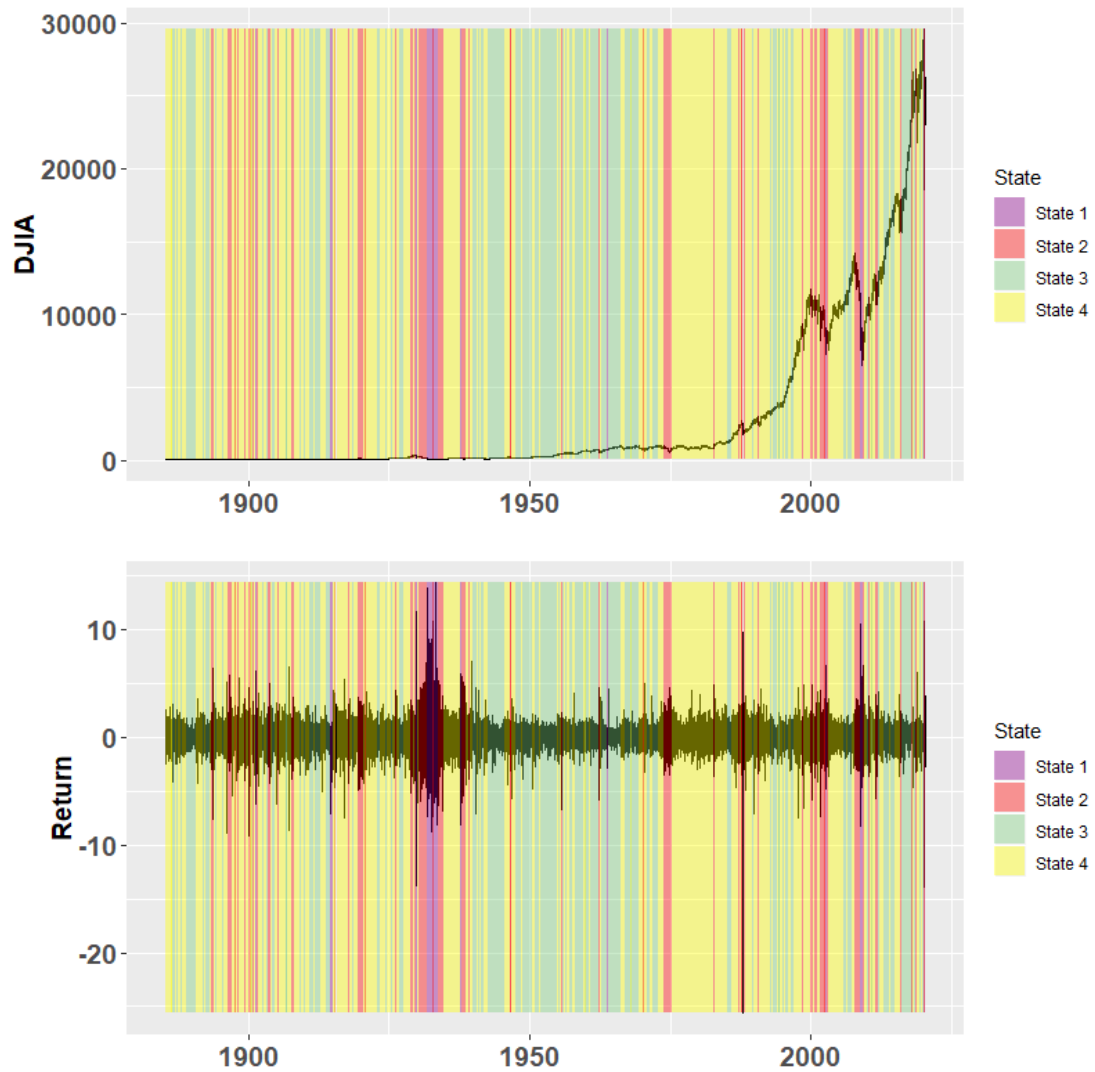 30000
20000
10000
0
DJIA
1900
1950
2000
State
State 1
State 2
State 3
State 4
10
0
-10
-20
Return
1900
1950
2000
State
State 1
State 2
State 3
State 4